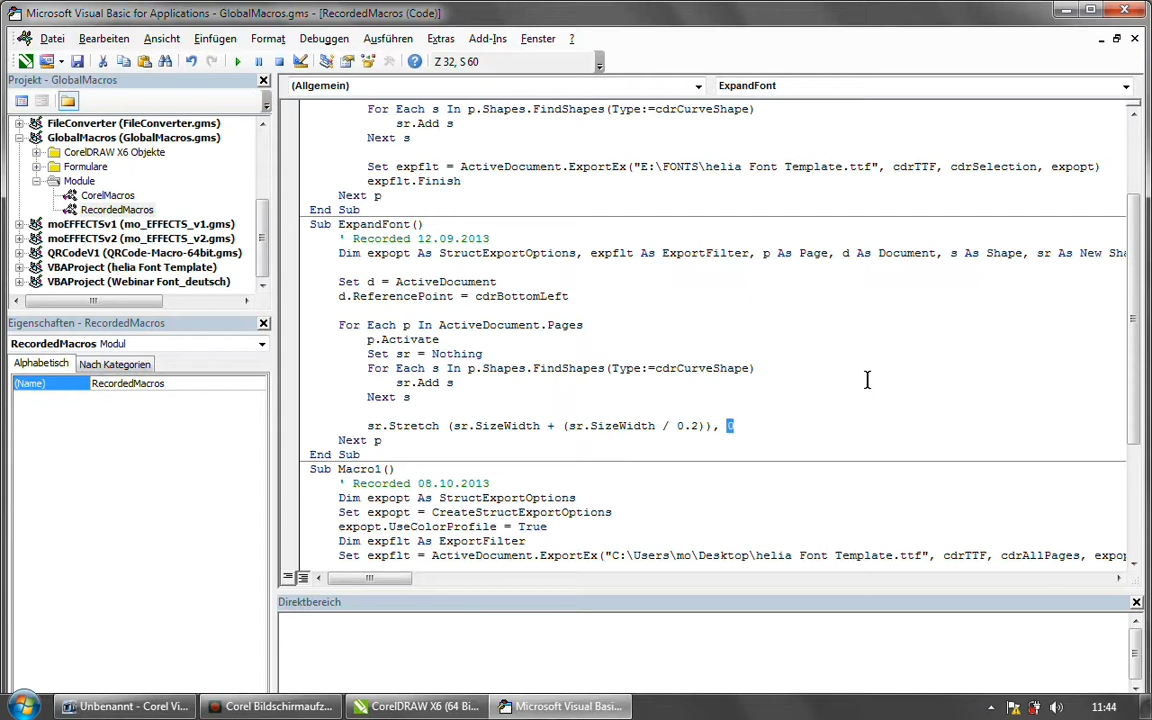 Microsoft Visual Basic for Applications - GlobalMacros.gms - [RecordedMacros (Code)]
Datei Bearbeiten Ansicht Einfügen Format Debuggen Ausführen Extras Add-Ins Fenster ?
Z 32, S 60
Projekt - GlobalMacros
FileConverter (FileConverter.gms)
GlobalMacros (GlobalMacros.gms)
CorelDRAW X6 Objekte
Formulare
Module
CorelMacros
RecordedMacros
moEFFECTSv1 (mo_EFFECTS_v1.gms)
moEFFECTSv2 (mo_EFFECTS_v2.gms)
QRCodeV1 (QRCode-Macro-64bit.gms)
VBAProject (helia Font Template)
VBAProject (Webinar Font_deutsch)
Eigenschaften - RecordedMacros
RecordedMacros Modul
Alphabetisch Nach Kategorien
(Name) RecordedMacros
(Allgemein) ExpandFont
For Each s In p.Shapes.FindShapes(Type:=cdrCurveShape)
sr.Add s
Next s
Set expflt = ActiveDocument.ExportEx("E:\FONTS\helia Font Template.ttf", cdrTTF, cdrSelection, expopt)
expflt.Finish
Next p
End Sub
Sub ExpandFont()
' Recorded 12.09.2013
Dim expopt As StructExportOptions, expflt As ExportFilter, p As Page, d As Document, s As Shape, sr As New Sha
Set d = ActiveDocument
d.ReferencePoint = cdrBottomLeft
For Each p In ActiveDocument.Pages
p.Activate
Set sr = Nothing
For Each s In p.Shapes.FindShapes(Type:=cdrCurveShape)
sr.Add s
Next s
sr.Stretch (sr.SizeWidth + (sr.SizeWidth / 0.2)), 0
Next p
End Sub
Sub Macro1()
' Recorded 08.10.2013
Dim expopt As StructExportOptions
Set expopt = CreateStructExportOptions
expopt.UseColorProfile = True
Dim expflt As ExportFilter
Set expflt = ActiveDocument.ExportEx("C:\Users\mo\Desktop\helia Font Template.ttf", cdrTTF, cdrAllPages, expop
Direktbereich
Unbenannt - Corel Vi... Corel Bildschirmaufz... CorelDRAW X6 (64 Bi... Microsoft Visual Basi... 11:44